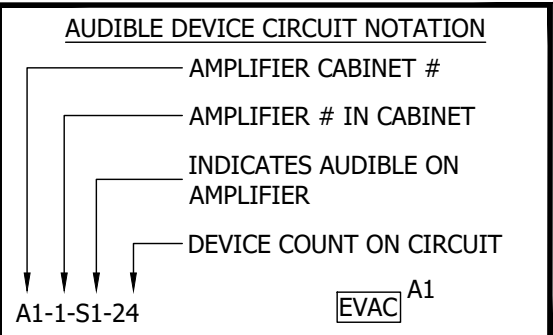 AUDIBLE DEVICE CIRCUIT NOTATION
AMPLIFIER CABINET #
AMPLIFIER # IN CABINET
INDICATES AUDIBLE ON
AMPLIFIER
DEVICE COUNT ON CIRCUIT
A1-1-S1-24
EVAC A1